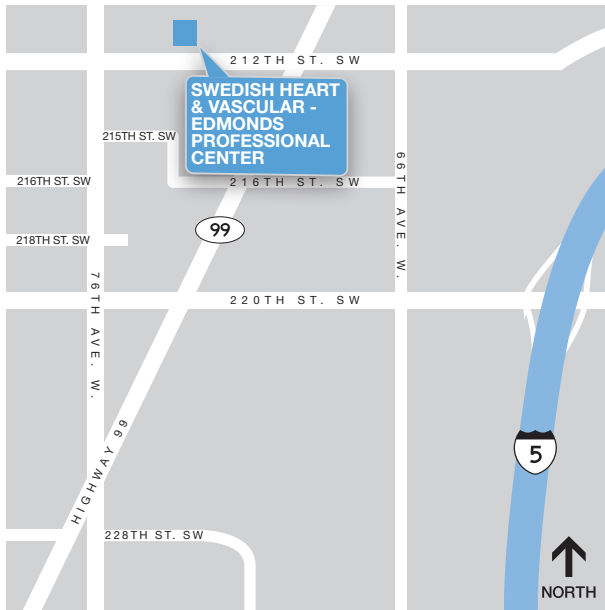 212TH ST. SW
SWEDISH HEART
& VASCULAR -
EDMONDS
PROFESSIONAL
CENTER
215TH ST. SW
216TH ST. SW
216TH ST. SW
66TH AVE. W.
99
218TH ST. SW
76TH AVE. W.
220TH ST. SW
HIGHWAY 99
5
228TH ST. SW
NORTH